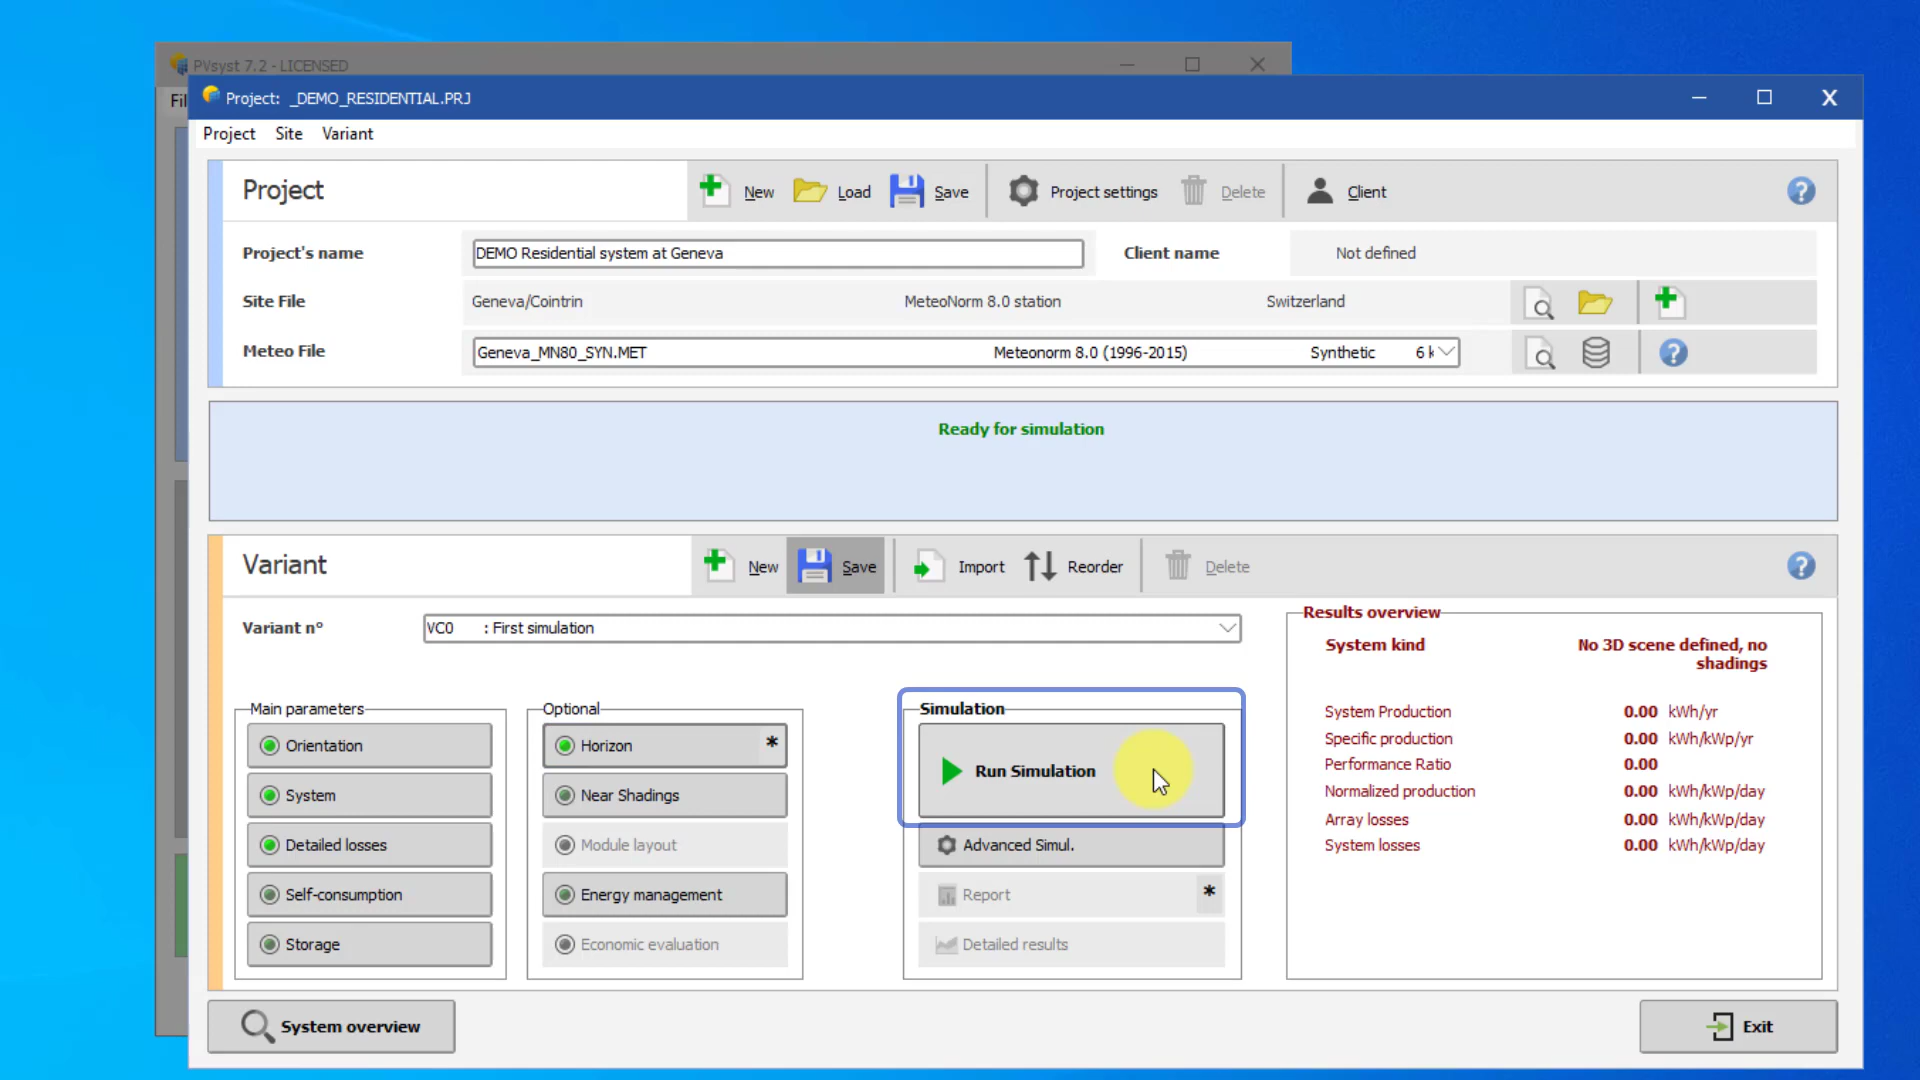 PVsyst 7.2 - LICENSED
Fil
Project: _DEMO_RESIDENTIAL.PRJ
Project Site Variant
Project
New Load Save Project settings Delete Client
Project's name DEMO Residential system at Geneva Client name Not defined
Site File Geneva/Cointrin MeteoNorm 8.0 station Switzerland
Meteo File Geneva_MN80_SYN.MET Meteonorm 8.0 (1996-2015) Synthetic 6 k
Ready for simulation
Variant
New Save Import Reorder Delete
Variant n° VC0 : First simulation
Main parameters
Orientation
System
Detailed losses
Self-consumption
Storage
Optional
Horizon *
Near Shadings
Module layout
Energy management
Economic evaluation
Simulation
Run Simulation
Advanced Simul.
Report *
Detailed results
Results overview
System kind No 3D scene defined, no
shadings
System Production 0.00 kWh/yr
Specific production 0.00 kWh/kWp/yr
Performance Ratio 0.00
Normalized production 0.00 kWh/kWp/day
Array losses 0.00 kWh/kWp/day
System losses 0.00 kWh/kWp/day
System overview
Exit